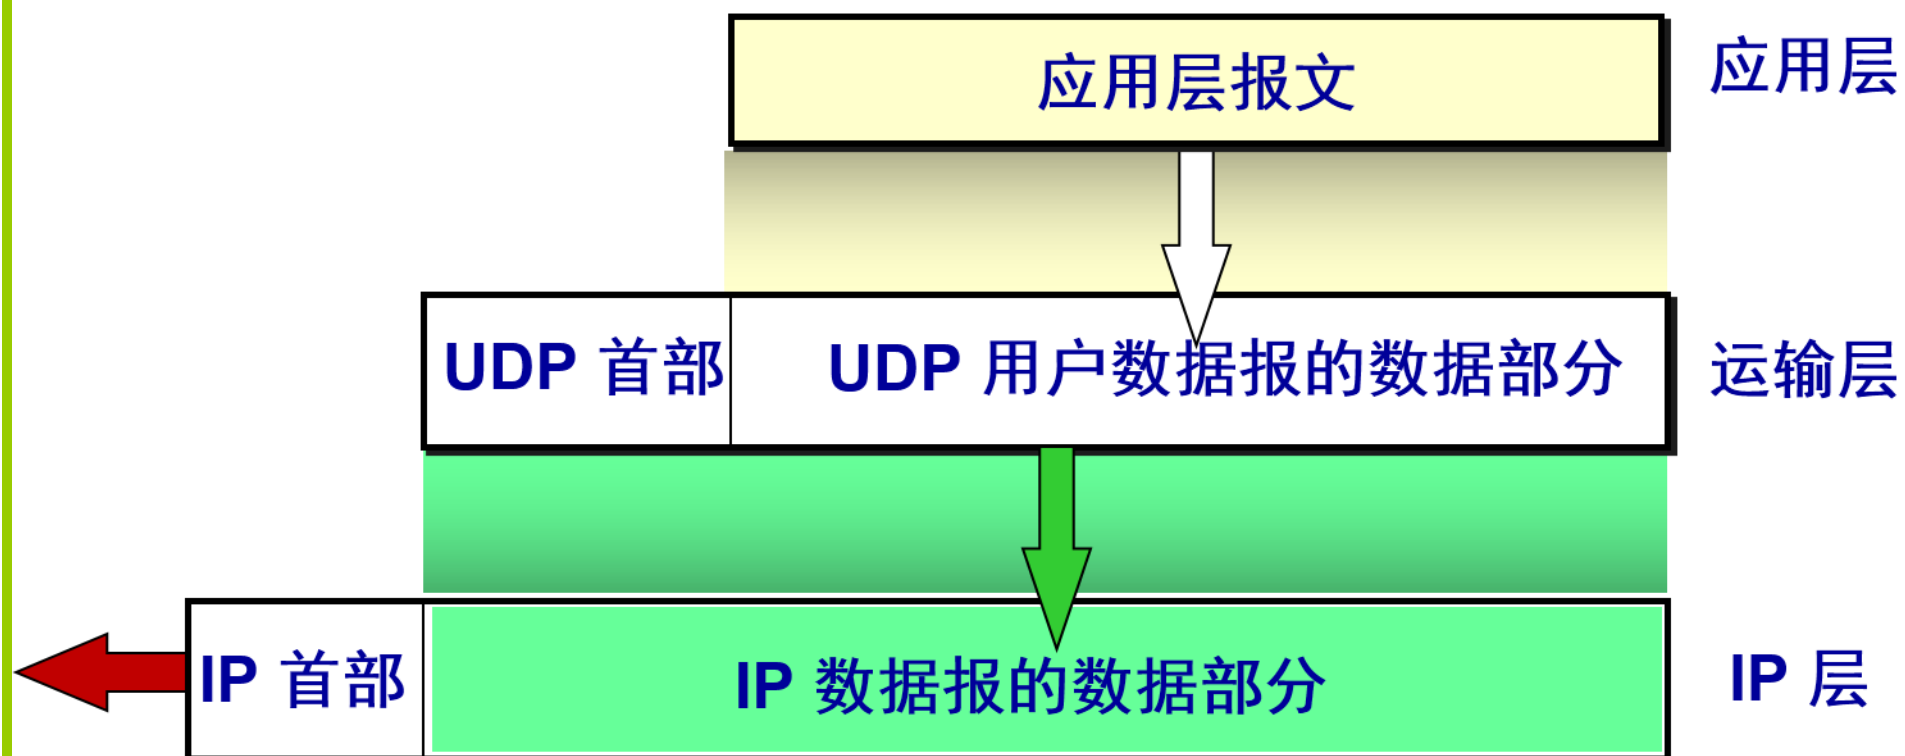 应用层报文
应用层
UDP 首部
UDP 用户数据报的数据部分
运输层
IP 首部
IP 数据报的数据部分
IP 层